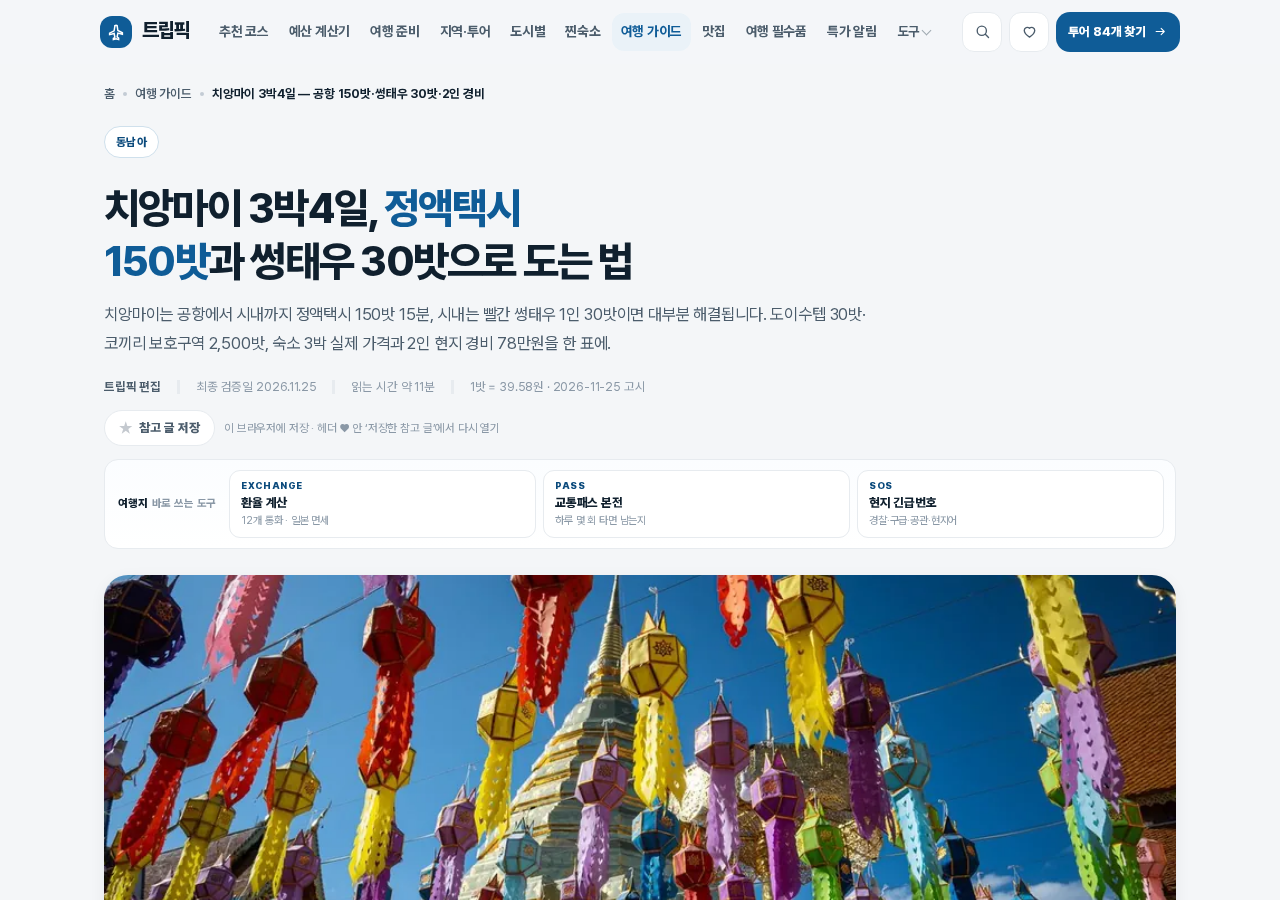 트립픽 추천 코스 예산 계산기 여행 준비 지역·투어 도시별 찐숙소 여행 가이드 맛집 여행 필수품 특가 알림 도구 투어 84개 찾기 →
홈 • 여행 가이드 • 치앙마이 3박4일 — 공항 150밧·썽태우 30밧·2인 경비
동남아
치앙마이 3박4일, 정액택시
150밧과 썽태우 30밧으로 도는 법
치앙마이는 공항에서 시내까지 정액택시 150밧 15분, 시내는 빨간 썽태우 1인 30밧이면 대부분 해결됩니다. 도이수텝 30밧·
코끼리 보호구역 2,500밧, 숙소 3박 실제 가격과 2인 현지 경비 78만원을 한 표에.
트립픽 편집 | 최종 검증일 2026.11.25 | 읽는 시간 약 11분 | 1밧 = 39.58원 · 2026-11-25 고시
★ 참고 글 저장 이 브라우저에 저장 · 헤더 ♥ 안 ‘저장한 참고 글’에서 다시 열기
여행지 바로 쓰는 도구
EXCHANGE
환율 계산
12개 통화 · 일본 면세
PASS
교통패스 본전
하루 몇 회 타면 남는지
SOS
현지 긴급번호
경찰·구급·공관·현지어